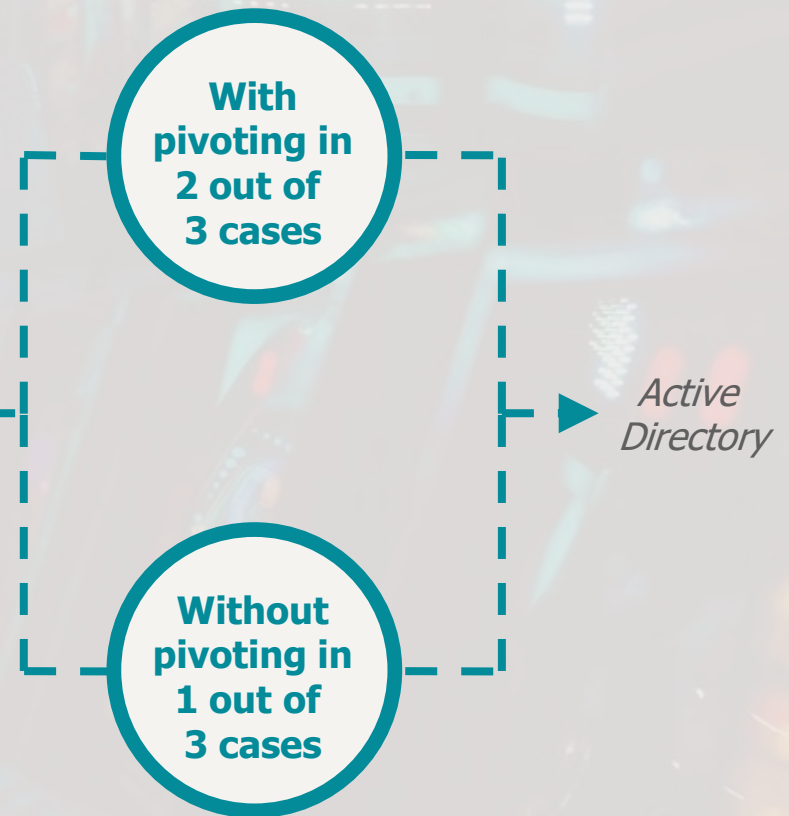 With
pivoting in
2 out of
3 cases
Active
Directory
Without
pivoting in
1 out of
3 cases